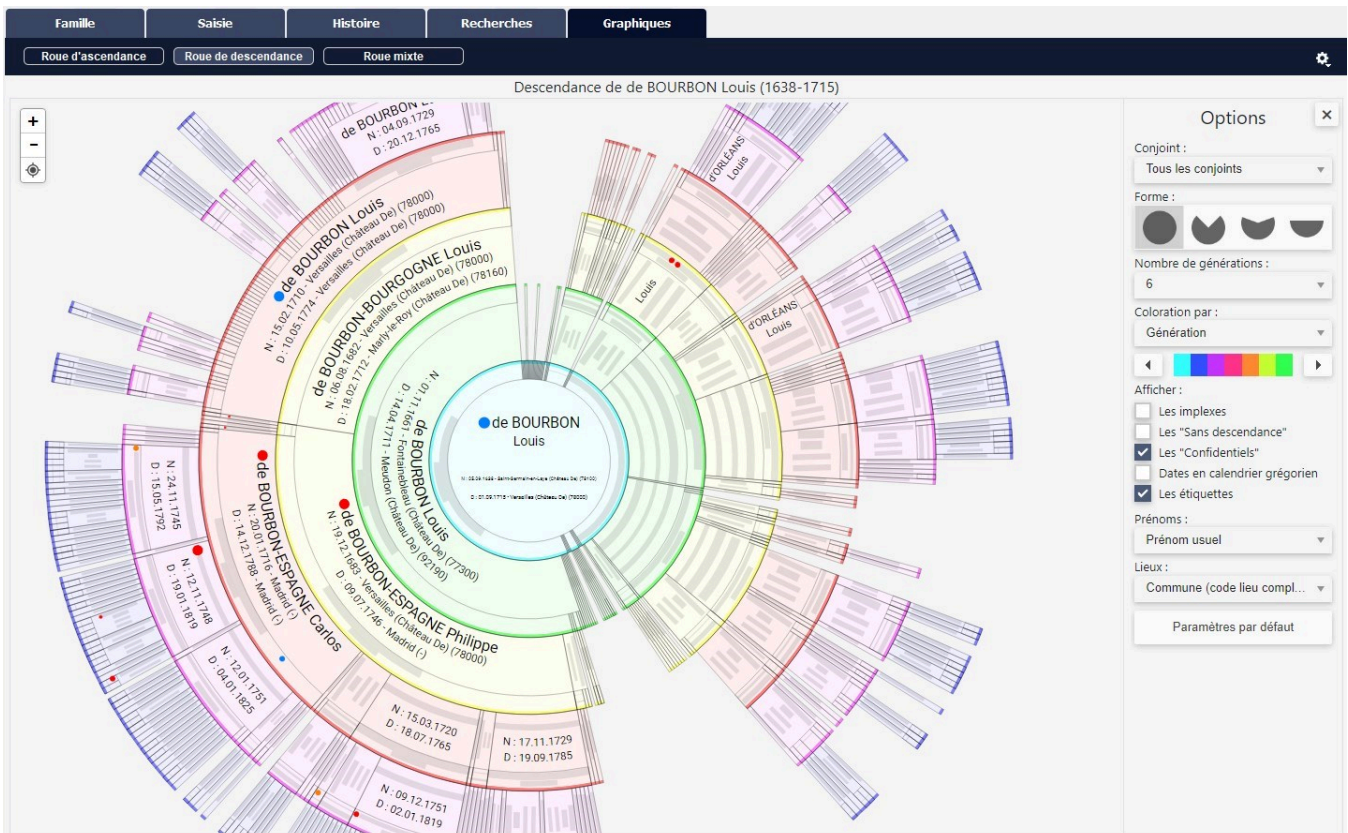 Famille
Saisie
Histoire
Recherches
Graphiques
Roue d'ascendance
Roue de descendance
Roue mixte
Descendance de de BOURBON Louis (1638-1715)
+
−
de BOURBON
Louis
D : 01.09.1715 - Versailles (Château De) (78000)
de BOURBON Louis
N : 01.11.1661 - Fontainebleau (Château De) (77300)
D : 14.04.1711 - Meudon (Château De) (92190)
de BOURBON-BOURGOGNE Louis
N : 06.08.1682 - Versailles (Château De) (78000)
D : 18.02.1712 - Marly-le-Roy (Château De) (78160)
de BOURBON-ESPAGNE Philippe
N : 19.12.1683 - Versailles (Château De) (78000)
D : 09.07.1746 - Madrid (-)
de BOURBON Louis
N : 15.02.1710 - Versailles (Château De) (78000)
D : 10.05.1774 - Versailles (Château De) (78000)
de BOURBON-ESPAGNE Carlos
N : 20.01.1716 - Madrid (-)
D : 14.12.1788 - Madrid (-)
N : 15.03.1720
D : 18.07.1765
N : 17.11.1729
D : 19.09.1785
de BOURBON
N : 04.09.1729
D : 20.12.1765
N : 24.11.1745
D : 15.05.1792
N : 12.11.1748
D : 19.01.1819
N : 12.01.1751
D : 04.01.1825
N : 09.12.1751
D : 02.01.1819
Louis
d'ORLÉANS
Louis
d'ORLÉANS
Louis
Options
×
Conjoint :
Tous les conjoints
Forme :
Nombre de générations :
6
Coloration par :
Génération
Afficher :
Les implexes
Les "Sans descendance"
Les "Confidentiels"
Dates en calendrier grégorien
Les étiquettes
Prénoms :
Prénom usuel
Lieux :
Commune (code lieu compl...
Paramètres par défaut